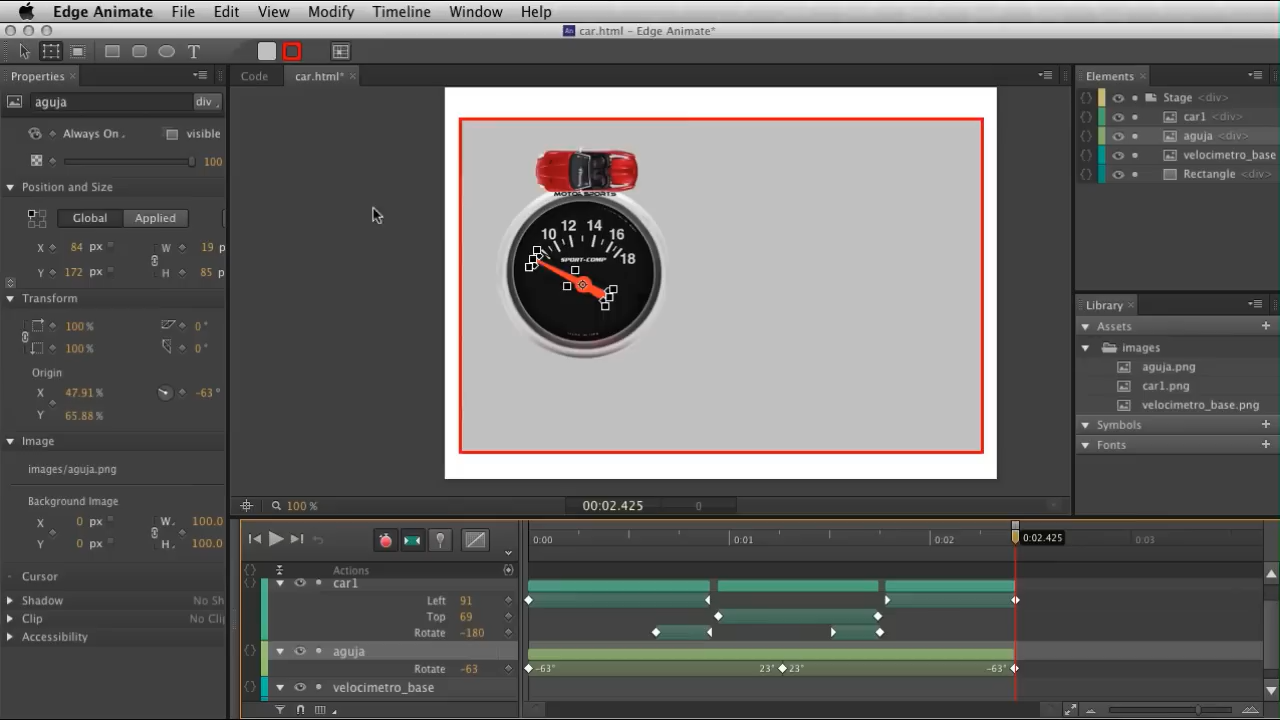 Edge Animate File Edit View Modify Timeline Window Help
car.html – Edge Animate*
T
Properties × Code car.html* × Elements ×
aguja div
Always On . visible
100
Position and Size
Global Applied
X 84 px W 19 p
Y 172 px H 85 p
Transform
100 % 0 °
100 % 0 °
Origin
X 47.91 % -63 °
Y 65.88 %
Image
images/aguja.png
Background Image
X 0 px W. 100.0
Y 0 px H. 100.0
Cursor
Shadow No Sh
Clip No Cli
Accessibility
MOTOR SPORTS
10 12 14 16 18
SPORT-COMP
100 % 00:02.425 0
Stage <div>
car1 <div>
aguja <div>
velocimetro_base
Rectangle <div>
Library ×
Assets +
images
aguja.png
car1.png
velocimetro_base.png
Symbols +
Fonts +
0:00 0:01 0:02 0:02.425 0:03
Actions
car1
Left 91
Top 69
Rotate -180
aguja
Rotate -63 -63° 23° 23° -63°
velocimetro_base